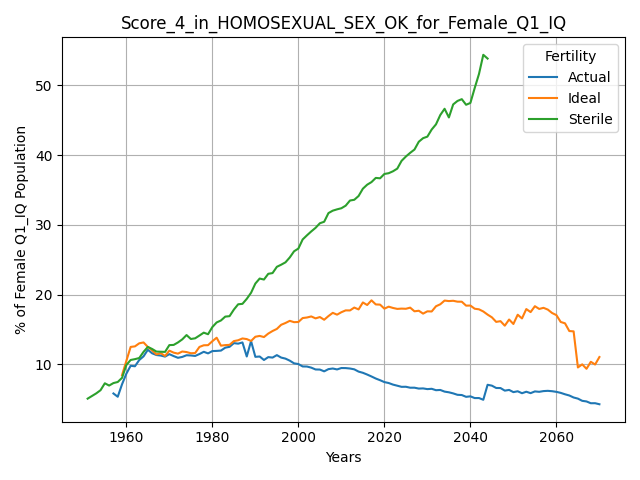 Score_4_in_HOMOSEXUAL_SEX_OK_for_Female_Q1_IQ
% of Female Q1_IQ Population
50
40
30
20
10
Fertility
Actual
Ideal
Sterile
1960 1980 2000 2020 2040 2060
Years